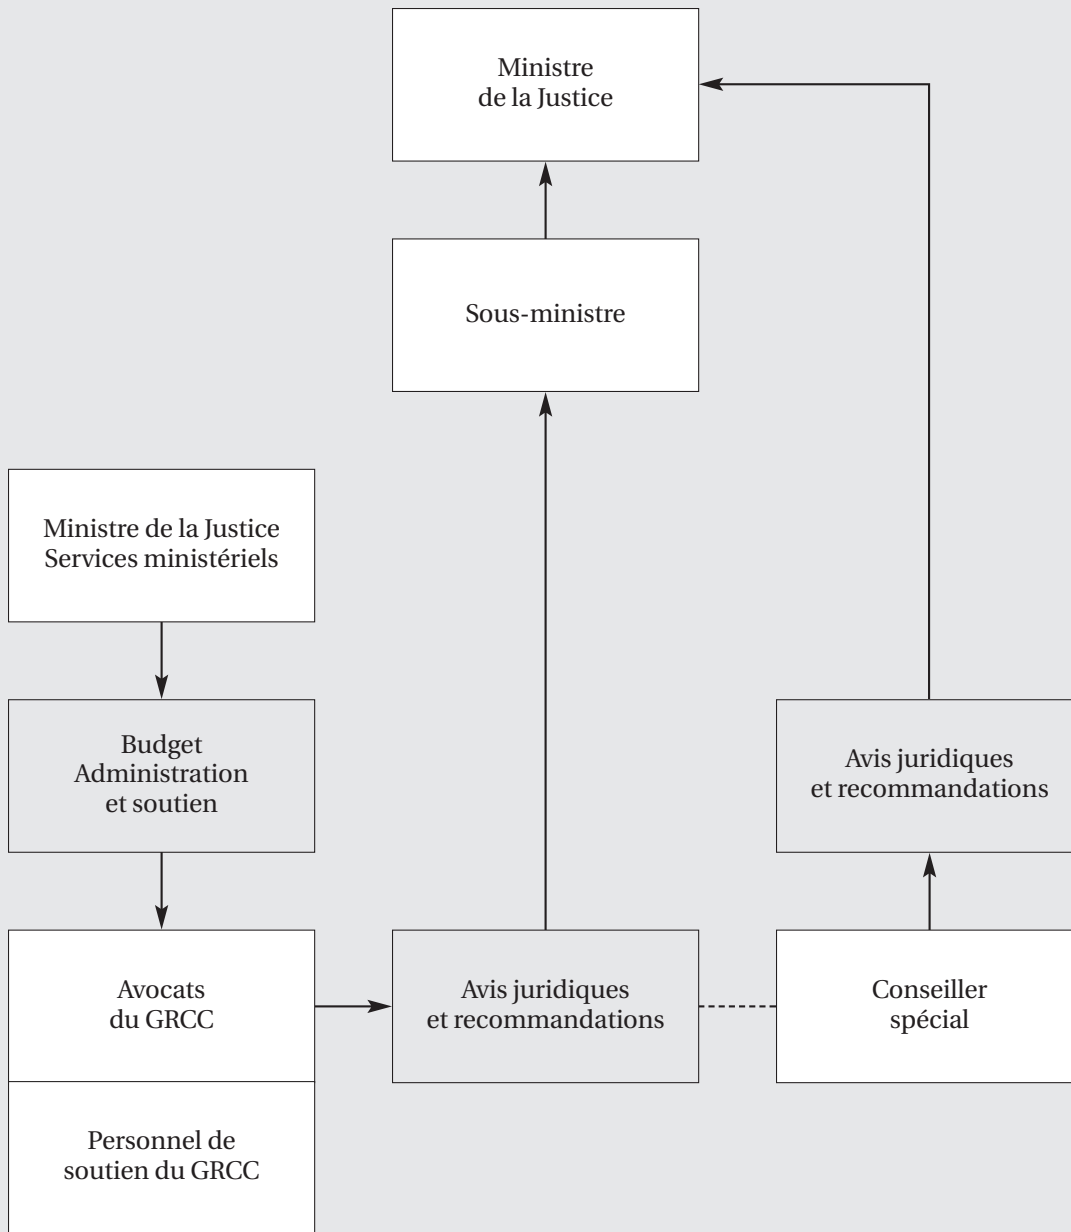 Ministre
de la Justice
Sous-ministre
Ministre de la Justice
Services ministériels
Budget
Administration
et soutien
Avis juridiques
et recommandations
Avocats
du GRCC
Avis juridiques
et recommandations
Conseiller
spécial
Personnel de
soutien du GRCC